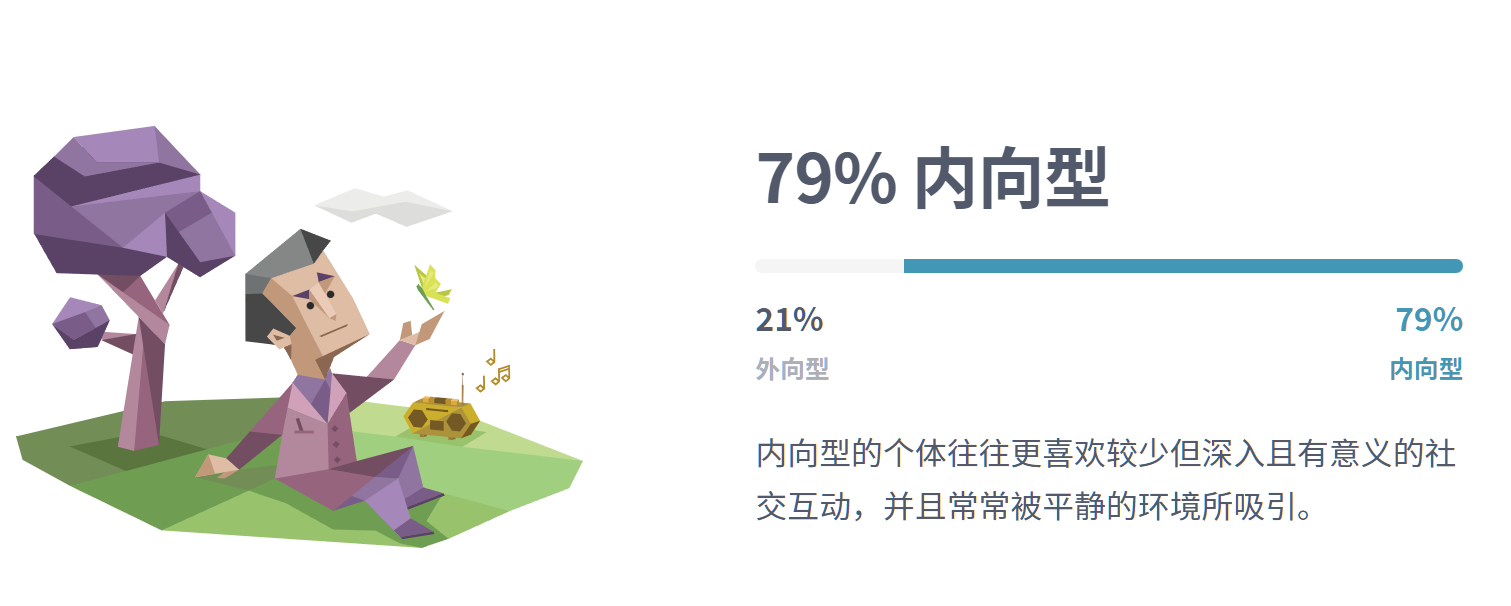 79% 内向型
21%
79%
外向型
内向型
内向型的个体往往更喜欢较少但深入且有意义的社
交互动，并且常常被平静的环境所吸引。